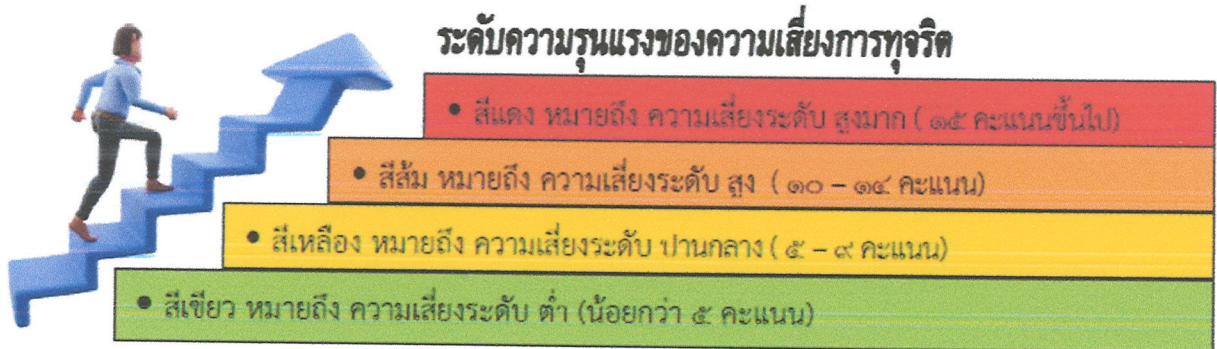 ระดับความรุนแรงของความเสี่ยงการทุจริต
• สีแดง หมายถึง ความเสี่ยงระดับ สูงมาก ( ๑๕ คะแนนขึ้นไป)
• สีส้ม หมายถึง ความเสี่ยงระดับ สูง ( ๑๐ – ๑๔ คะแนน)
• สีเหลือง หมายถึง ความเสี่ยงระดับ ปานกลาง ( ๕ – ๙ คะแนน)
• สีเขียว หมายถึง ความเสี่ยงระดับ ต่ำ (น้อยกว่า ๕ คะแนน)